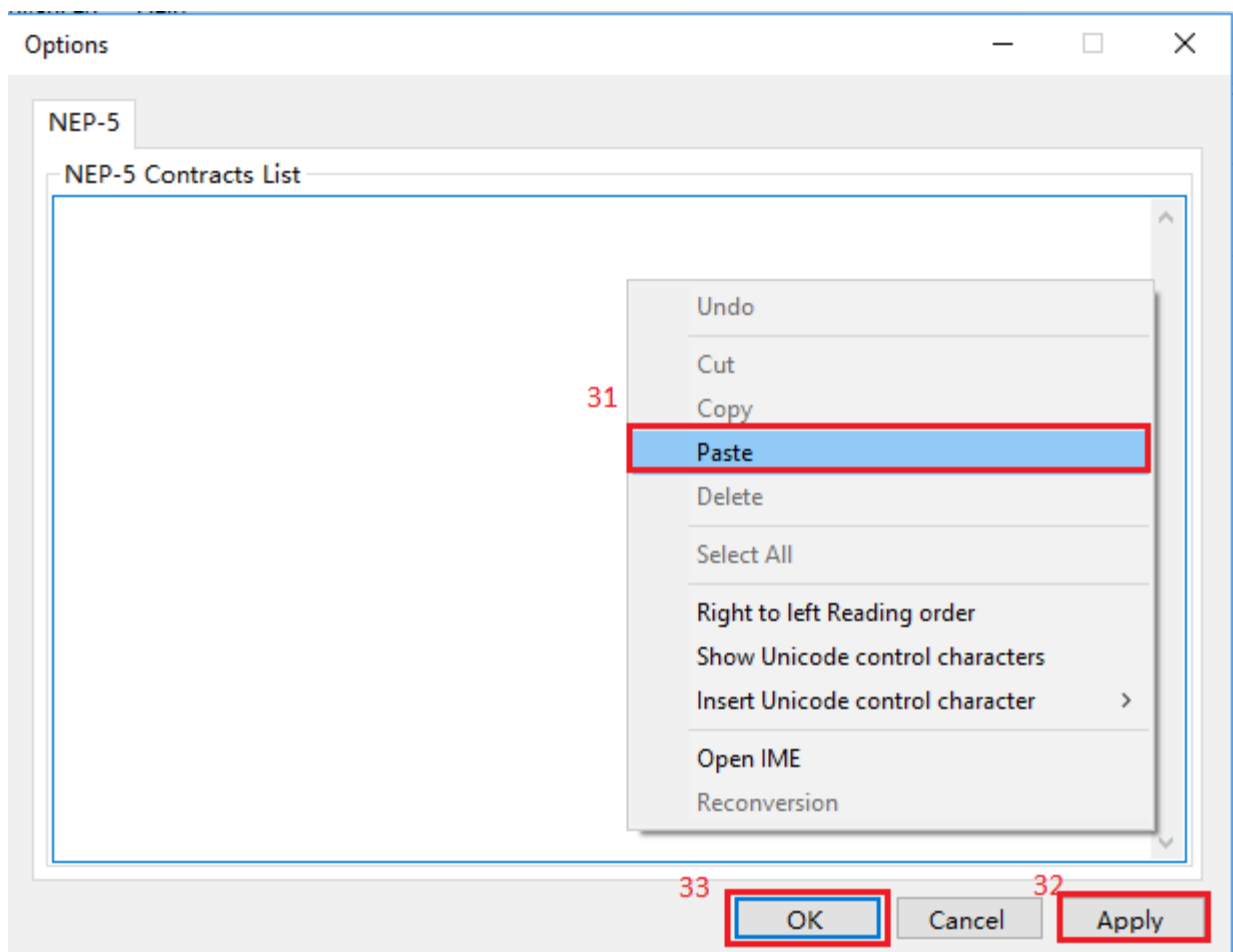 Options
NEP-5
NEP-5 Contracts List
Undo
Cut
31
Copy
Paste
Delete
Select All
Right to left Reading order
Show Unicode control characters
Insert Unicode control character
Open IME
Reconversion
33
32
OK
Cancel
Apply